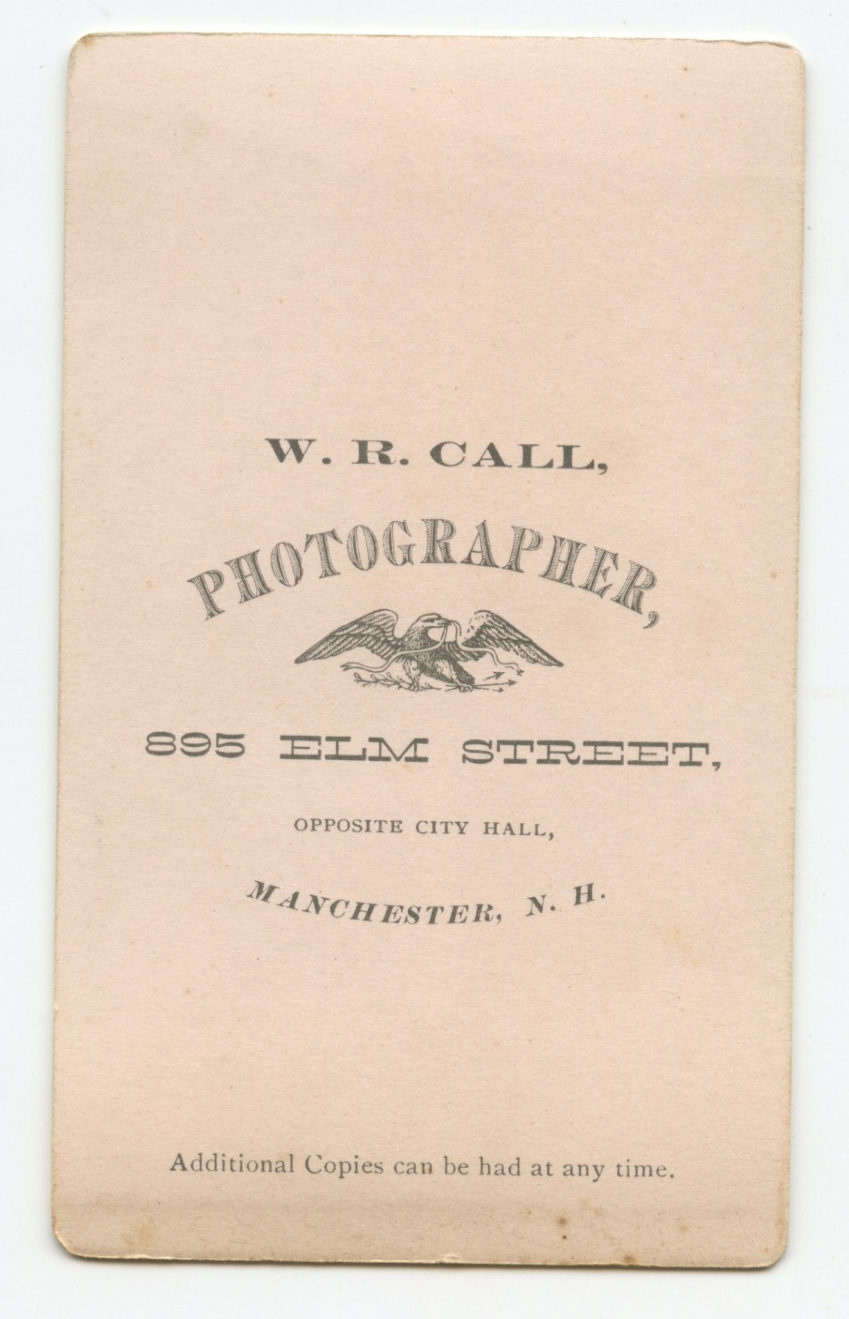 W. R. CALL,
PHOTOGRAPHER,
895 ELM STREET,
OPPOSITE CITY HALL,
MANCHESTER, N. H.
Additional Copies can be had at any time.